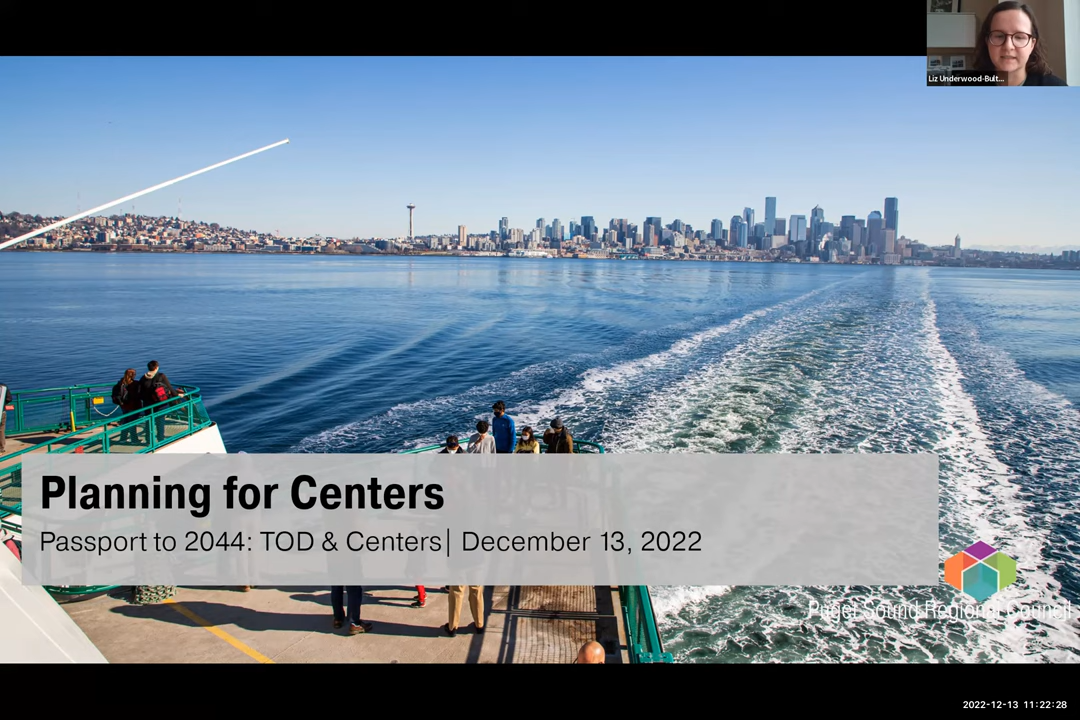 Liz Underwood-Bult...
Planning for Centers
Passport to 2044: TOD & Centers| December 13, 2022
Puget Sound Regional Council
2022-12-13 11:22:28